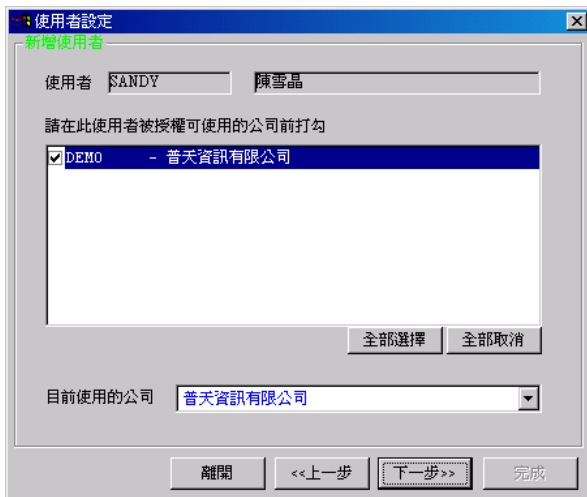 使用者設定
新增使用者
使用者 SANDY 陳雪晶
請在此使用者被授權可使用的公司前打勾
DEMO - 普天資訊有限公司
全部選擇 全部取消
目前使用的公司 普天資訊有限公司
離開 <<上一步 下一步>> 完成